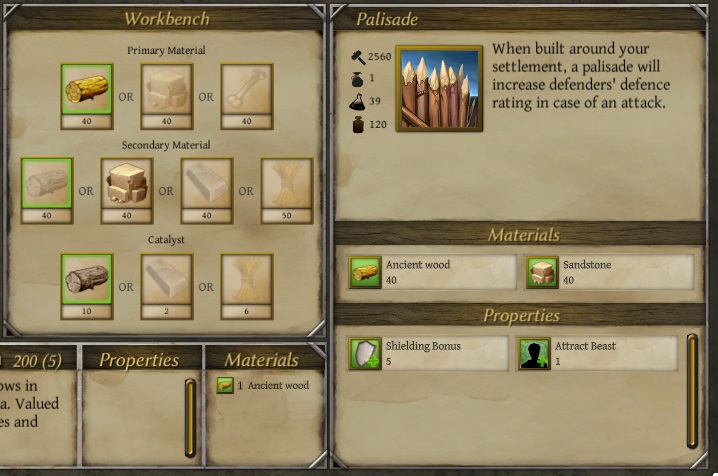 Workbench
Primary Material
OR OR
40 40 40
Secondary Material
OR OR OR
40 40 40 50
Catalyst
OR OR
10 2 6
200 (5)
ows in
a. Valued
es and
Properties
Materials
1 Ancient wood
Palisade
2560
1
39
120
When built around your
settlement, a palisade will
increase defenders' defence
rating in case of an attack.
Materials
Ancient wood
40
Sandstone
40
Properties
Shielding Bonus
5
Attract Beast
1